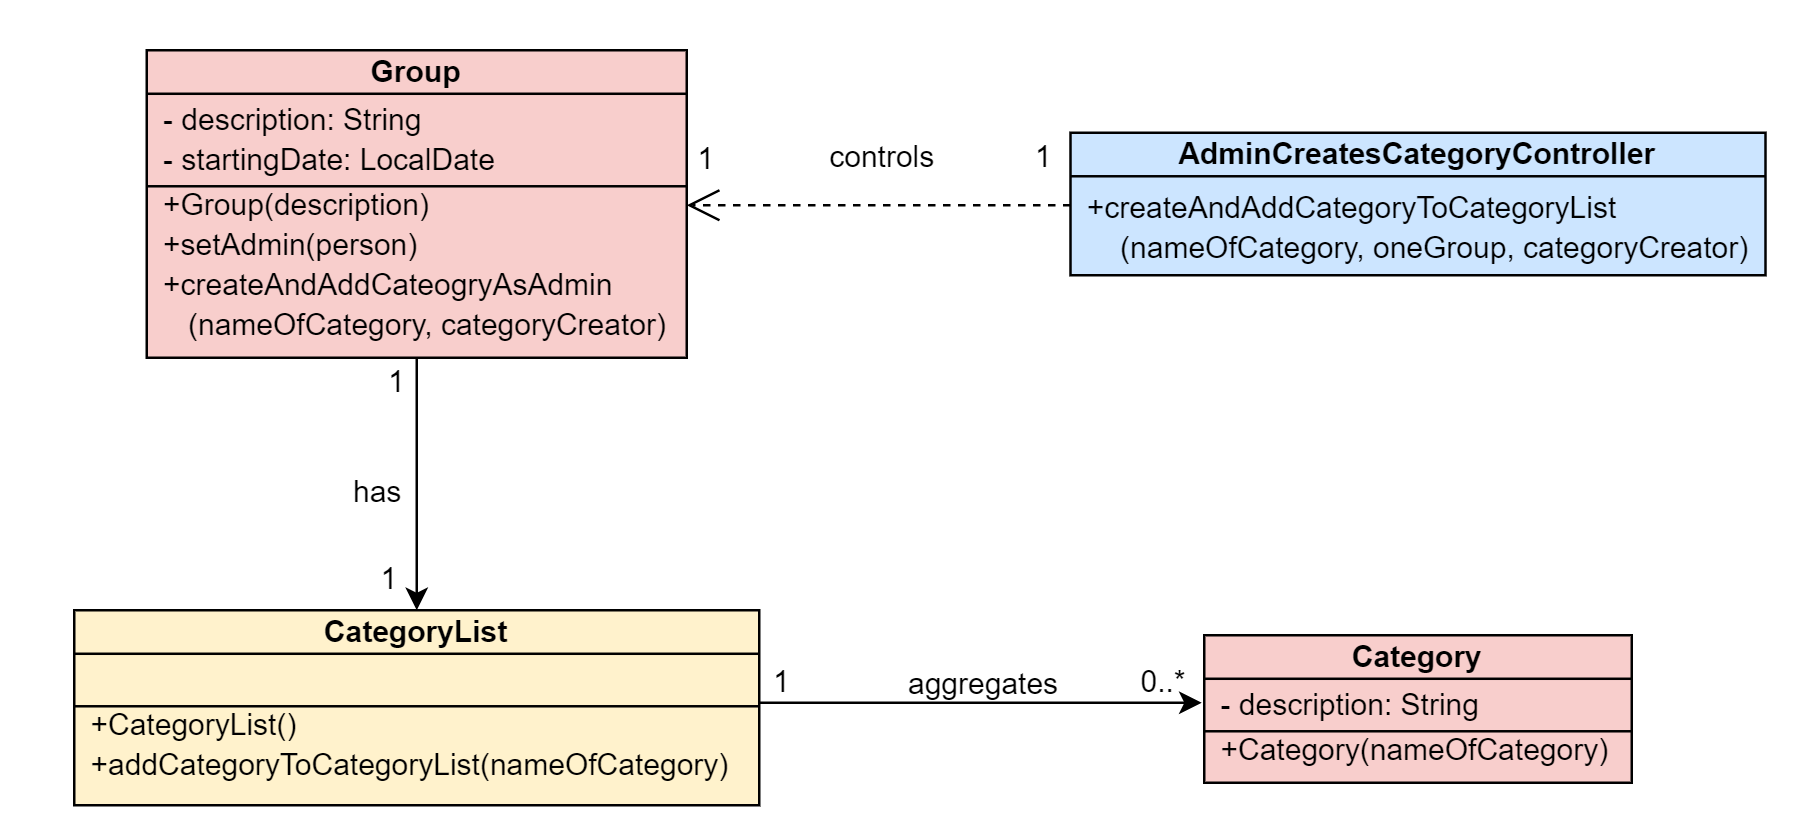 Group
- description: String
- startingDate: LocalDate
+Group(description)
+setAdmin(person)
+createAndAddCateogryAsAdmin
(nameOfCategory, categoryCreator)
1
controls
1
AdminCreatesCategoryController
+createAndAddCategoryToCategoryList
(nameOfCategory, oneGroup, categoryCreator)
1
has
1
CategoryList
+CategoryList()
+addCategoryToCategoryList(nameOfCategory)
1
aggregates
0..*
Category
- description: String
+Category(nameOfCategory)